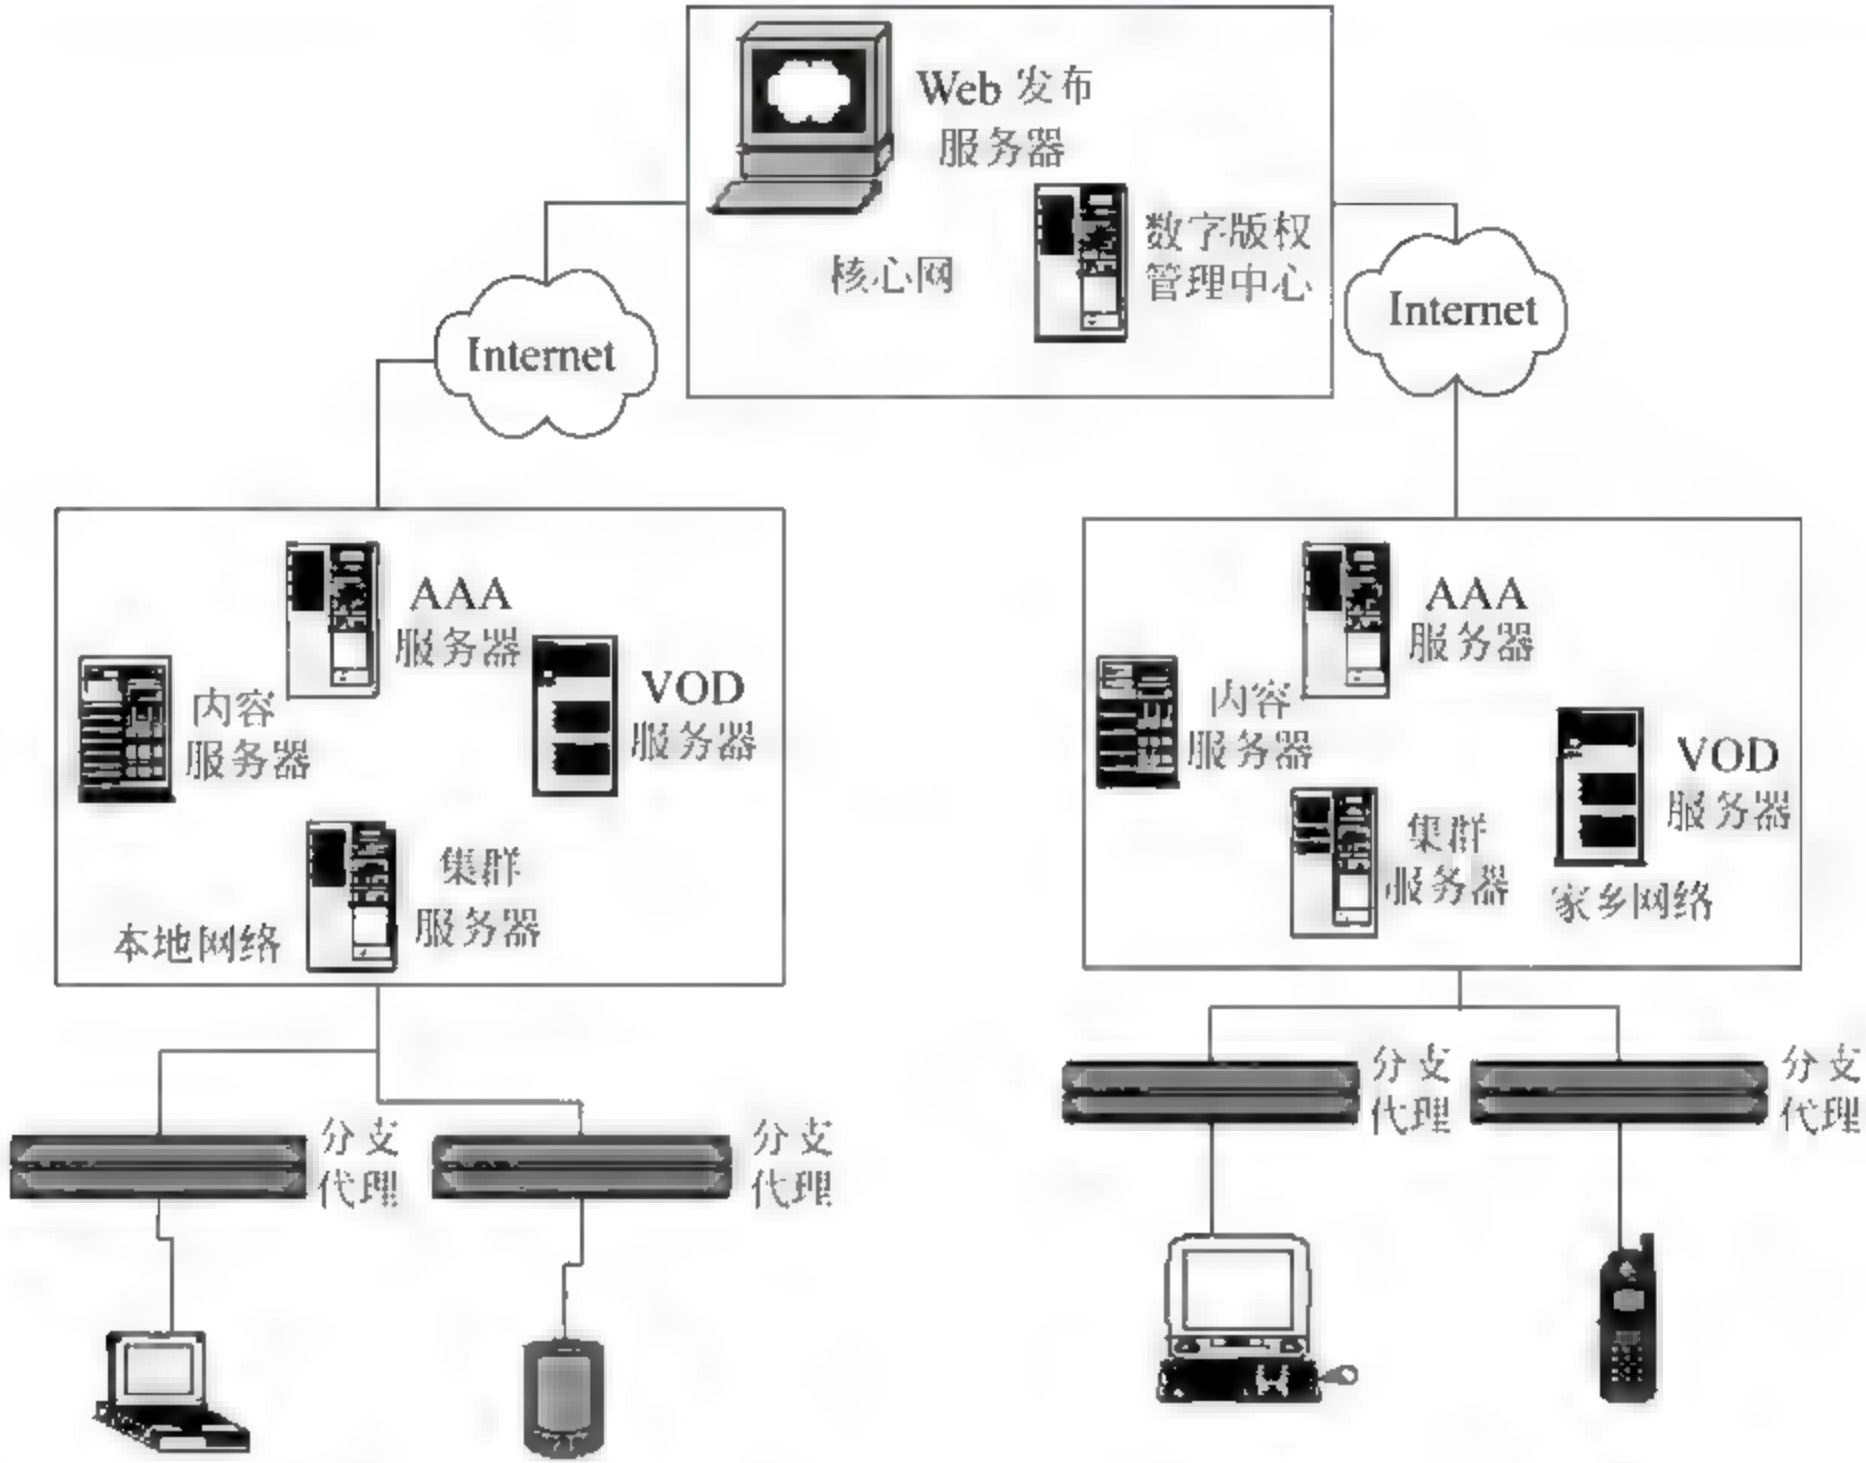 Web 发布
服务器
数字版权
管理中心
核心网
Internet
Internet
AAA
服务器
内容
服务器
VOD
服务器
集群
服务器
本地网络
AAA
服务器
内容
服务器
VOD
服务器
集群
服务器
家乡网络
分支
代理
分支
代理
分支
代理
分支
代理